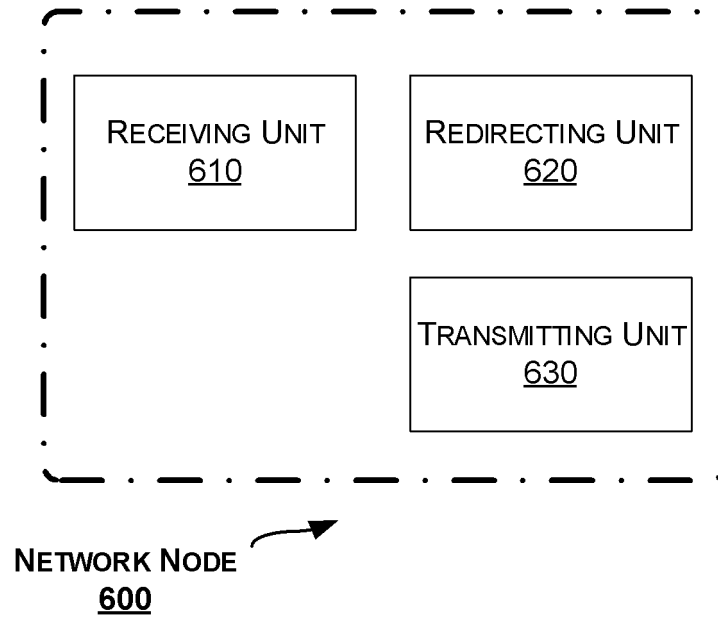 RECEIVING UNIT
610
REDIRECTING UNIT
620
TRANSMITTING UNIT
630
NETWORK NODE
600